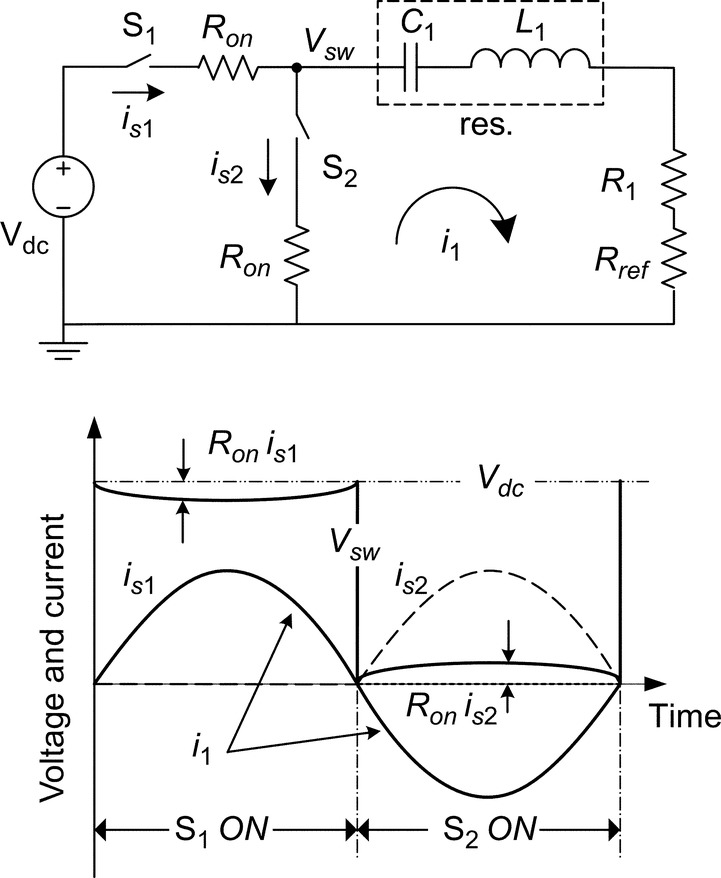 S1 Ron Vsw C1 L1
is1 res.
is2 S2
+
− R1
Vdc
Ron i1 Rref
Ron is1
Vdc
Vsw
is1 is2
Ron is2
Time
i1
S1 ON S2 ON
Voltage and current